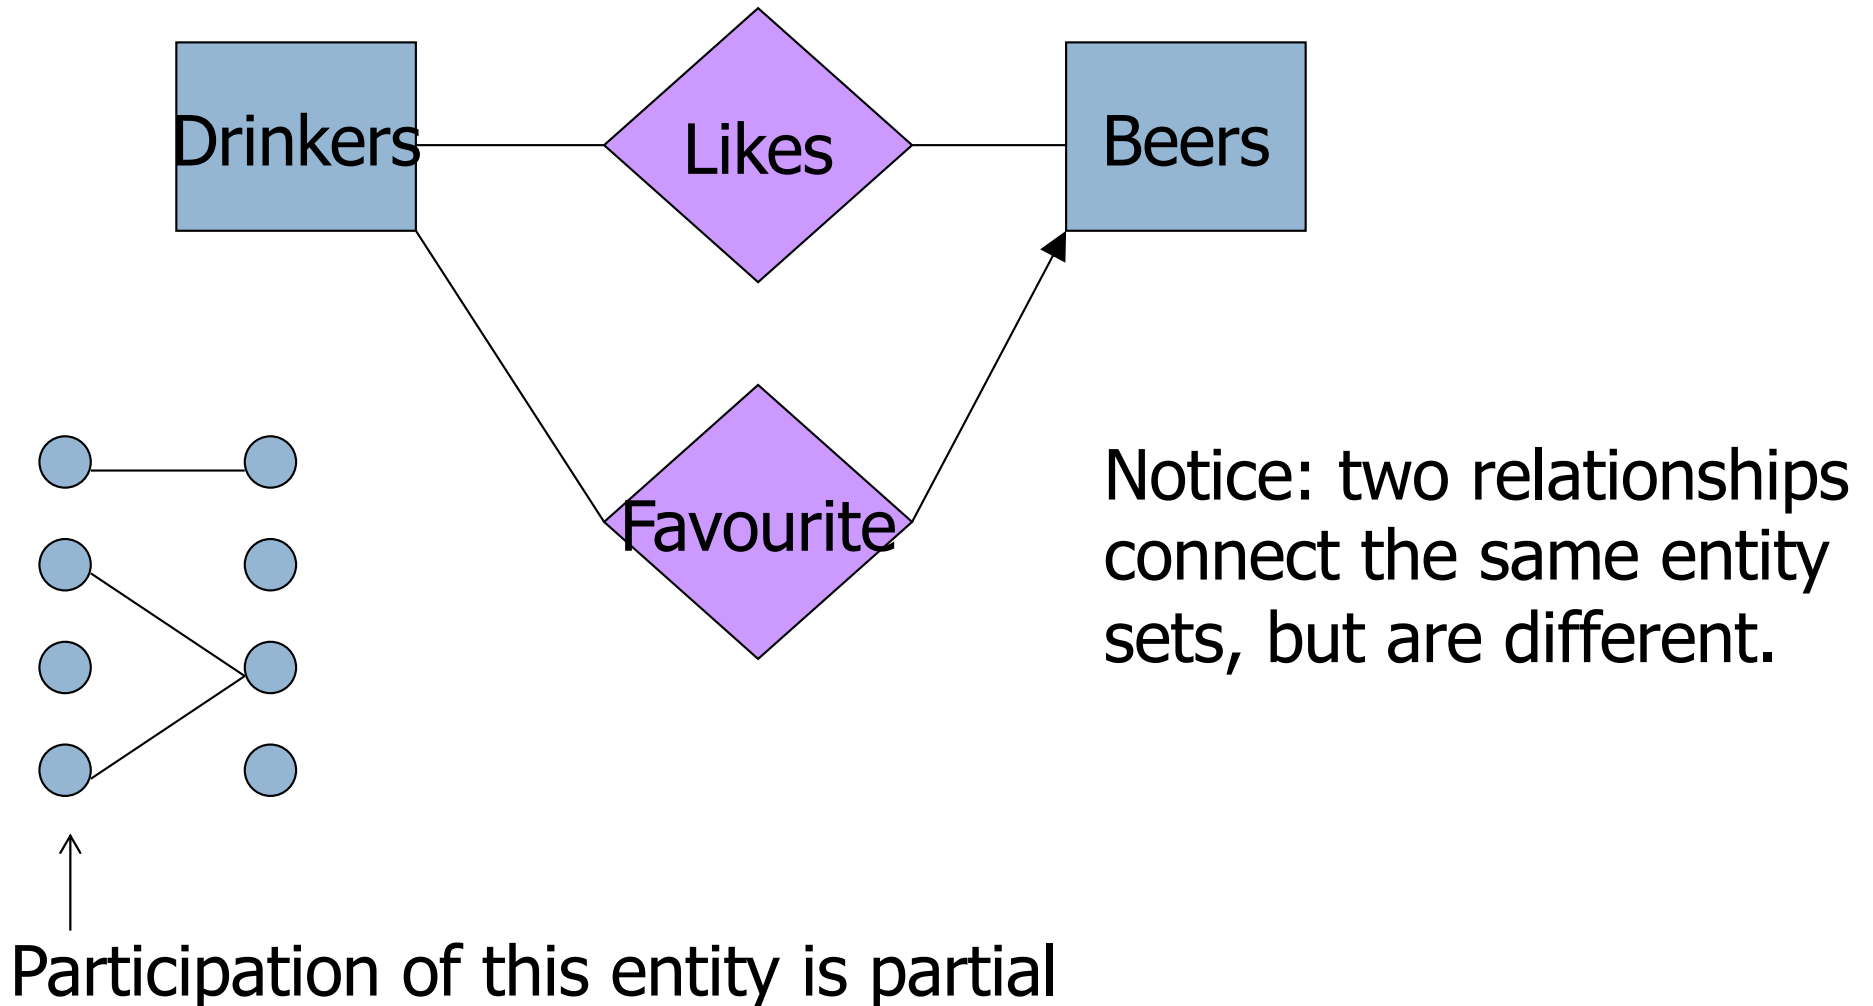 Drinkers
Likes
Beers
Favourite
Notice: two relationships
connect the same entity
sets, but are different.
Participation of this entity is partial